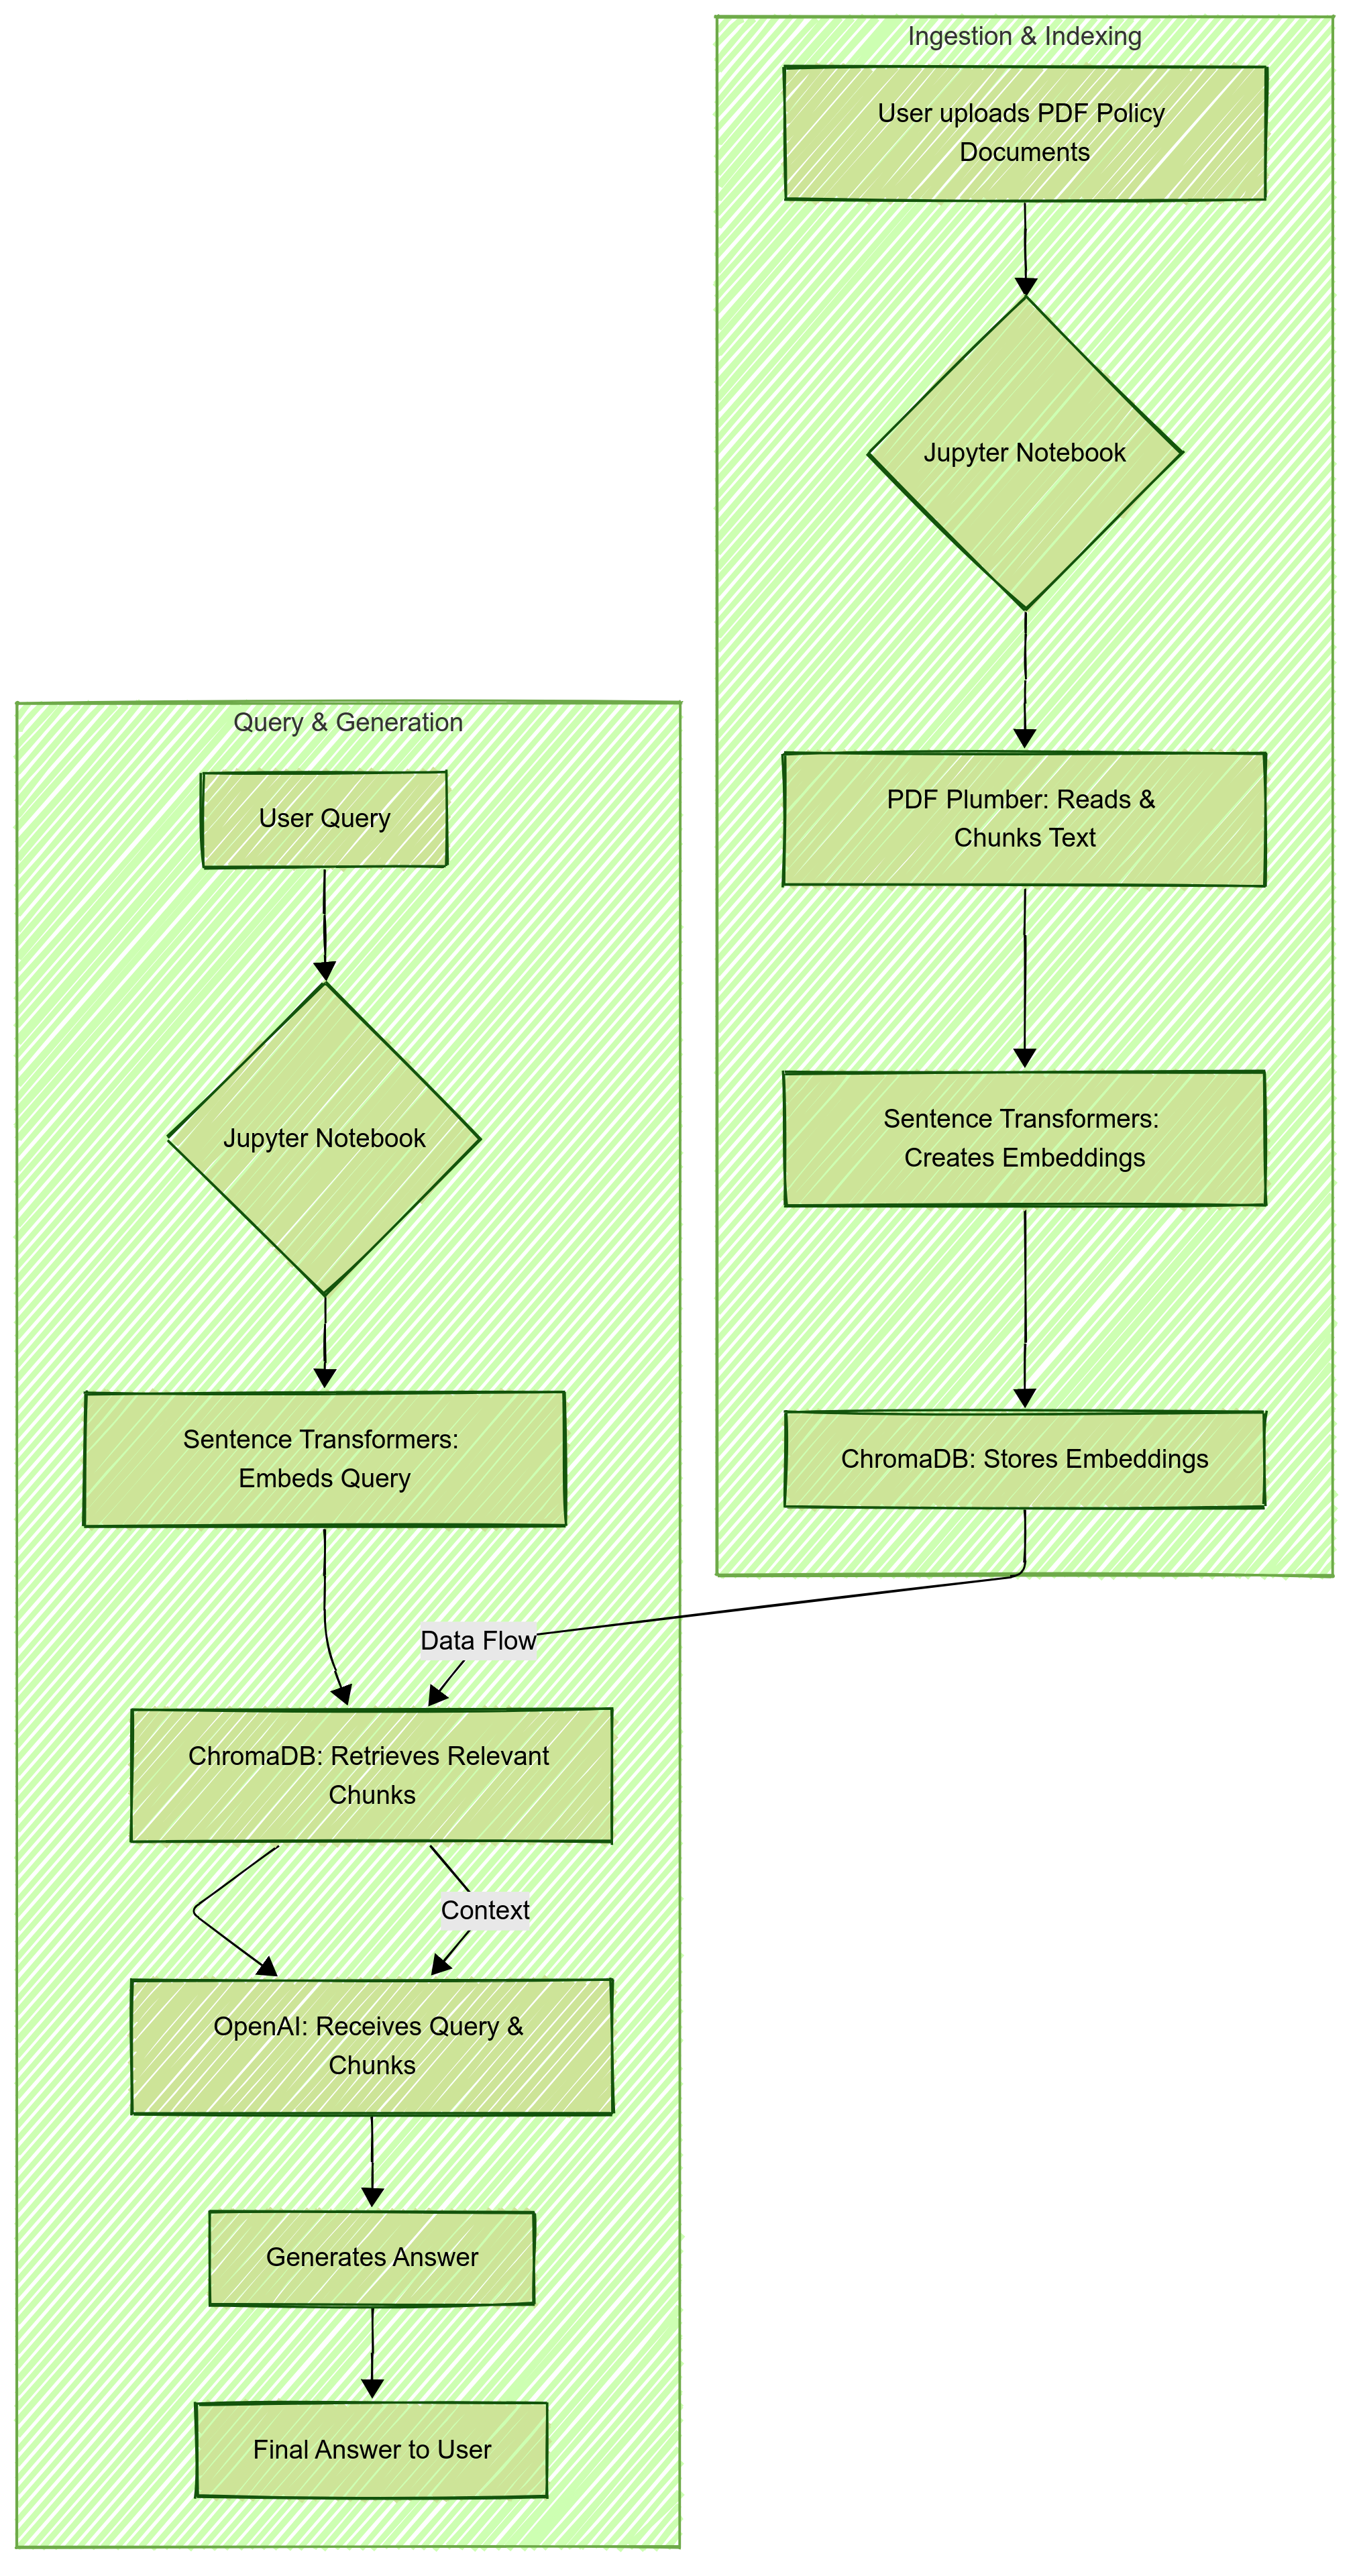 Ingestion & Indexing
User uploads PDF Policy
Documents
Jupyter Notebook
PDF Plumber: Reads &
Chunks Text
Sentence Transformers:
Creates Embeddings
ChromaDB: Stores Embeddings
Query & Generation
User Query
Jupyter Notebook
Sentence Transformers:
Embeds Query
Data Flow
ChromaDB: Retrieves Relevant
Chunks
Context
OpenAI: Receives Query &
Chunks
Generates Answer
Final Answer to User